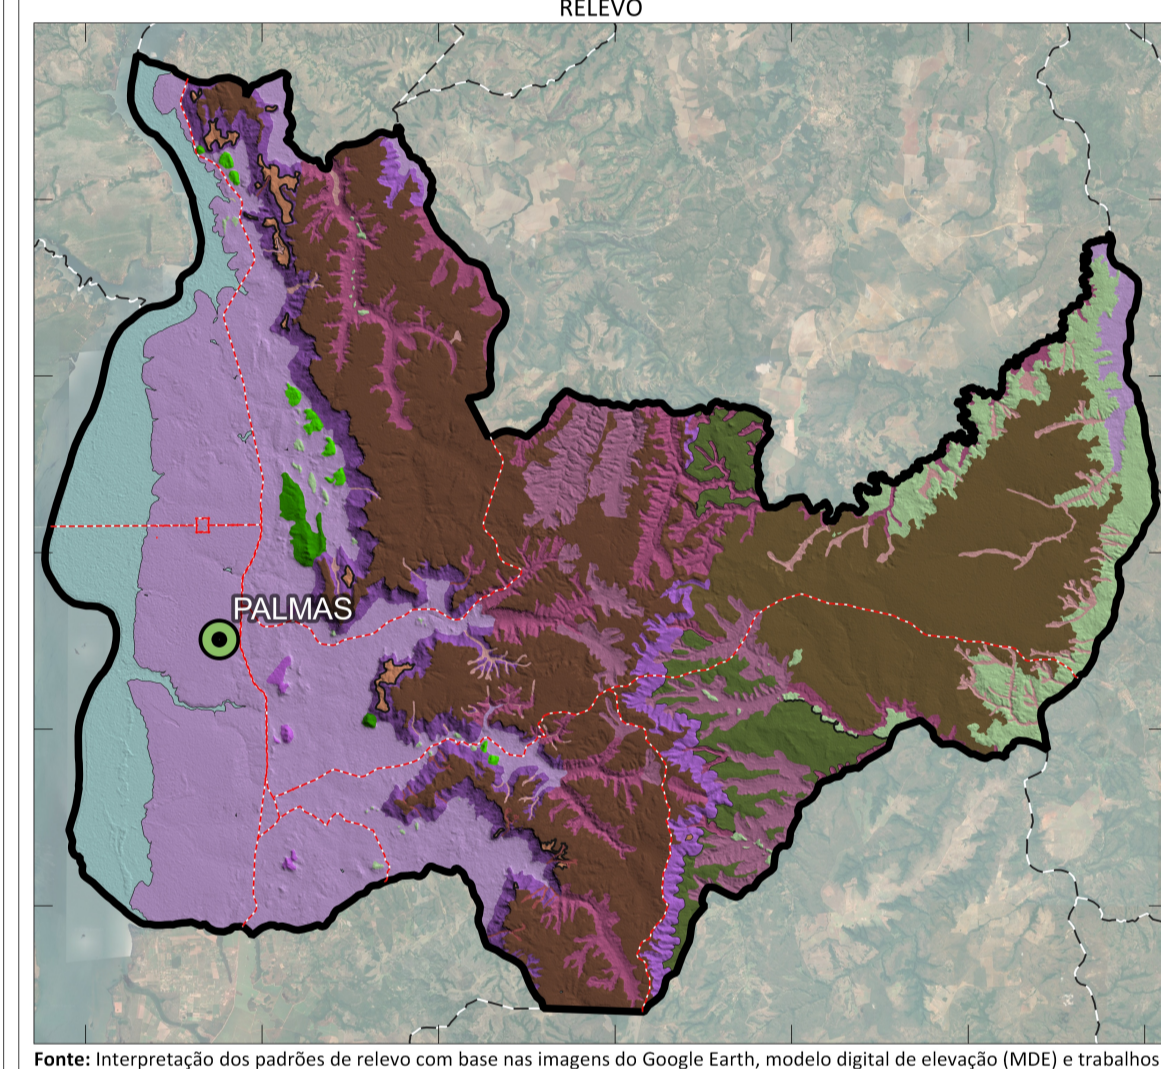 RELEVO
PALMAS
Fonte: Interpretação dos padrões de relevo com base nas imagens do Google Earth, modelo digital de elevação (MDE) e trabalhos